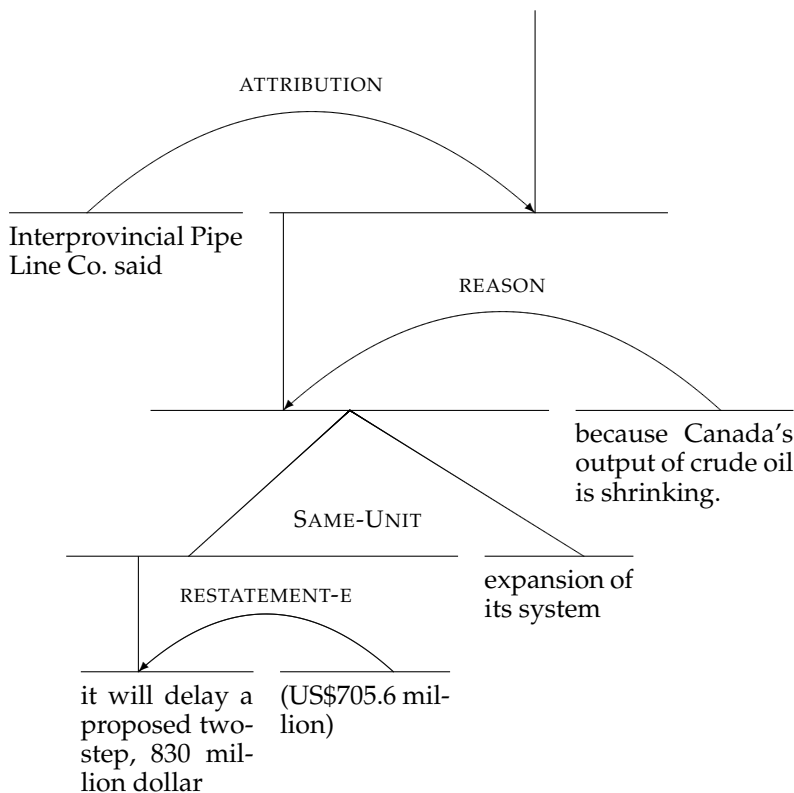 ATTRIBUTION
Interprovincial Pipe
Line Co. said
REASON
because Canada's
output of crude oil
is shrinking.
SAME-UNIT
expansion of
its system
RESTATEMENT-E
it will delay a
proposed two-
step, 830 mil-
lion dollar
(US$705.6 mil-
lion)